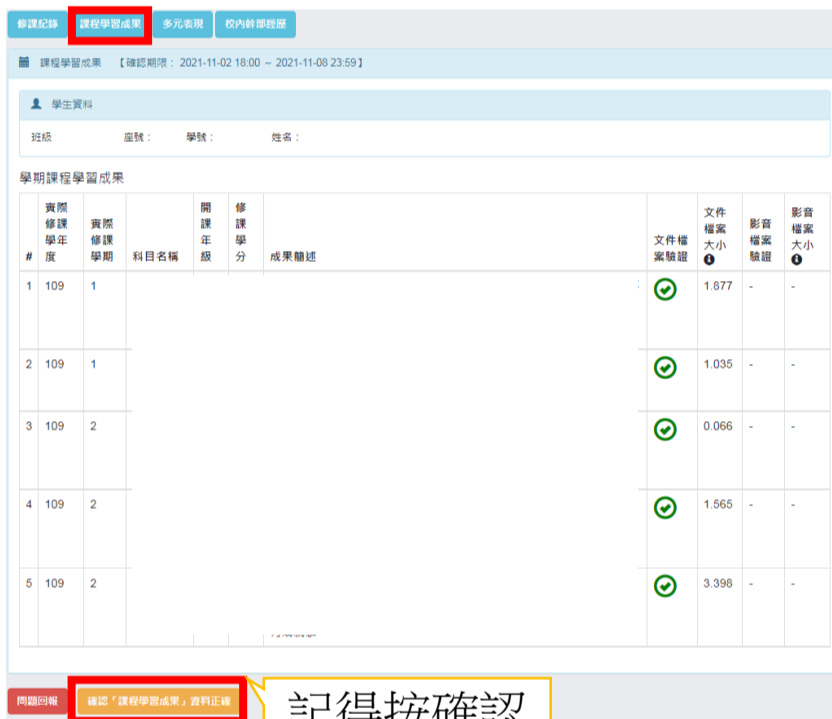 修課紀錄 課程學習成果 多元表現 校內幹部經歷
課程學習成果 【確認期限：2021-11-02 18:00 ~ 2021-11-08 23:59】
學生資料
班級 座號： 學號： 姓名：
學期課程學習成果
# 實際修課學年度 實際修課學期 科目名稱 開課年級 修課學分 成果簡述 文件檔案驗證 文件檔案大小 影音檔案驗證 影音檔案大小
1 109 1 1.877 - -
2 109 1 1.035 - -
3 109 2 0.066 - -
4 109 2 1.565 - -
5 109 2 3.398 - -
問題回報 確認「課程學習成果」資料正確
記得按確認